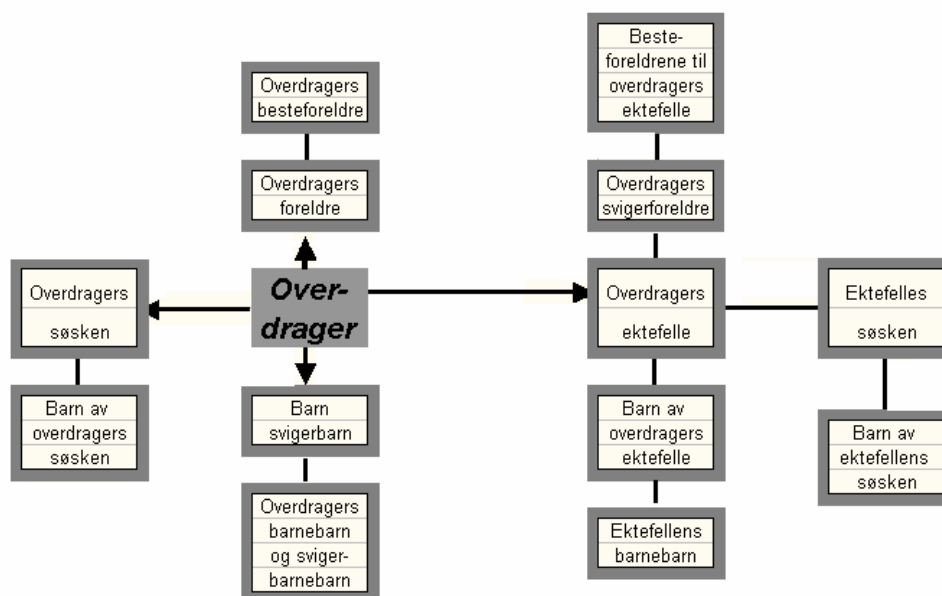 Beste-
foreldrene til
overdragers
ektefelle
Overdragers
besteforeldre
Overdragers
foreldre
Overdragers
svigerforeldre
Overdragers
søsken
Over-
drager
Overdragers
ektefelle
Ektefelles
søsken
Barn av
overdragers
søsken
Barn
svigerbarn
Barn av
overdragers
ektefelle
Barn av
ektefellens
søsken
Overdragers
barnebarn
og sviger-
barnebarn
Ektefellens
barnebarn